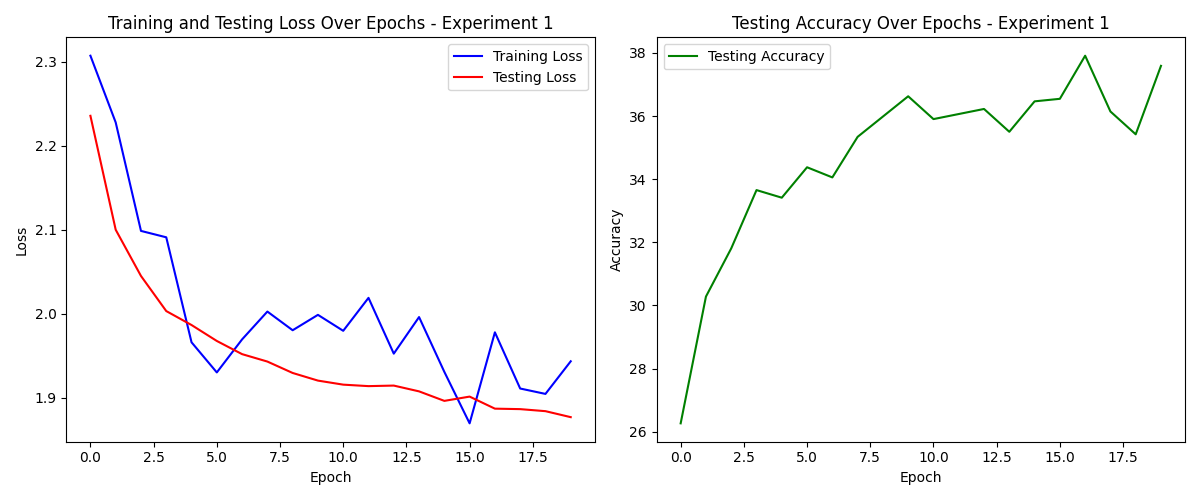 Training and Testing Loss Over Epochs - Experiment 1
Training Loss
Testing Loss
Loss
2.3
2.2
2.1
2.0
1.9
0.0 2.5 5.0 7.5 10.0 12.5 15.0 17.5
Epoch
Testing Accuracy Over Epochs - Experiment 1
Testing Accuracy
Accuracy
38
36
34
32
30
28
26
0.0 2.5 5.0 7.5 10.0 12.5 15.0 17.5
Epoch